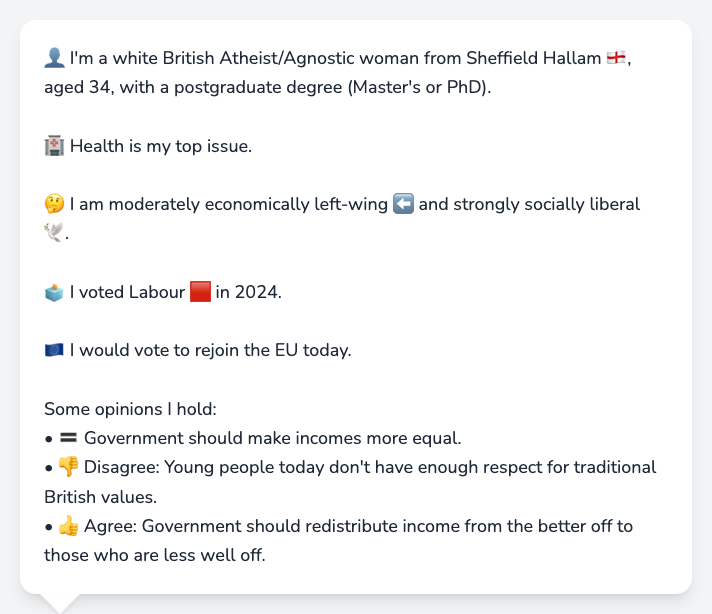 👤 I'm a white British Atheist/Agnostic woman from Sheffield Hallam 🏴󠁧󠁢󠁥󠁮󠁧󠁿,
aged 34, with a postgraduate degree (Master's or PhD).
🏥 Health is my top issue.
🤔 I am moderately economically left-wing ⬅️ and strongly socially liberal
🕊️.
🗳️ I voted Labour 🟥 in 2024.
🇪🇺 I would vote to rejoin the EU today.
Some opinions I hold:
• 🟰 Government should make incomes more equal.
• 👎 Disagree: Young people today don't have enough respect for traditional
British values.
• 👍 Agree: Government should redistribute income from the better off to
those who are less well off.